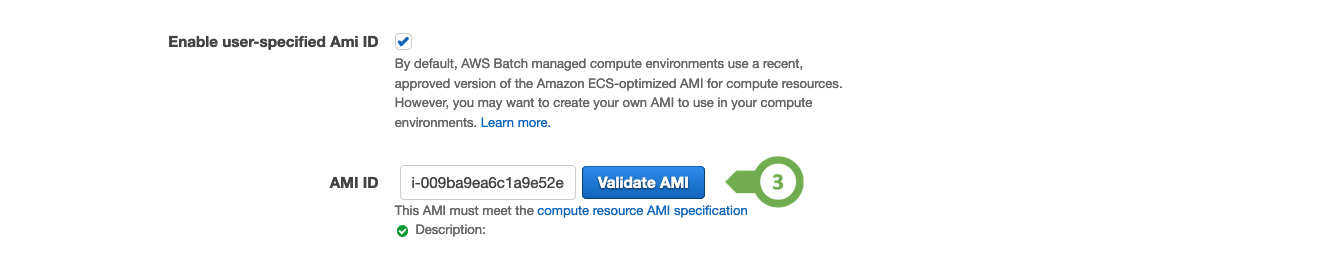 Enable user-specified Ami ID
By default, AWS Batch managed compute environments use a recent,
approved version of the Amazon ECS-optimized AMI for compute resources.
However, you may want to create your own AMI to use in your compute
environments. Learn more.
AMI ID i-009ba9ea6c1a9e52e Validate AMI 3
This AMI must meet the compute resource AMI specification
Description: